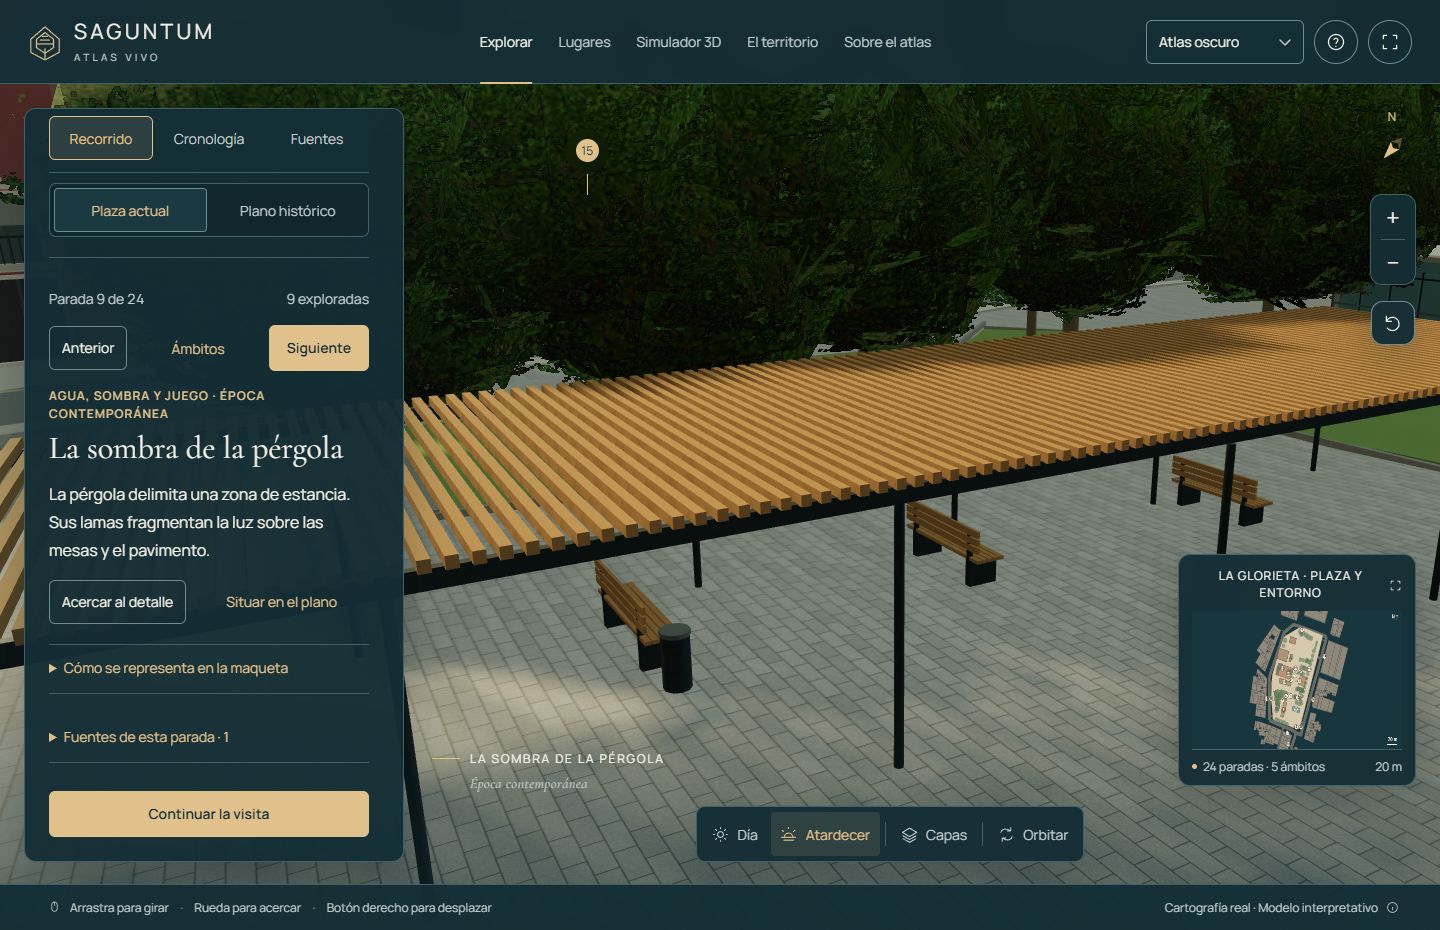 SAGUNTUM
ATLAS VIVO
Explorar
Lugares
Simulador 3D
El territorio
Sobre el atlas
Atlas oscuro
Recorrido
Cronología
Fuentes
Plaza actual
Plano histórico
Parada 9 de 24
9 exploradas
Anterior
Ámbitos
Siguiente
AGUA, SOMBRA Y JUEGO · ÉPOCA
CONTEMPORÁNEA
La sombra de la pérgola
La pérgola delimita una zona de estancia.
Sus lamas fragmentan la luz sobre las
mesas y el pavimento.
Acercar al detalle
Situar en el plano
Cómo se representa en la maqueta
Fuentes de esta parada · 1
Continuar la visita
15
N
LA SOMBRA DE LA PÉRGOLA
Época contemporánea
LA GLORIETA · PLAZA Y
ENTORNO
24 paradas · 5 ámbitos
20 m
Día
Atardecer
Capas
Orbitar
Arrastra para girar · Rueda para acercar · Botón derecho para desplazar
Cartografía real · Modelo interpretativo